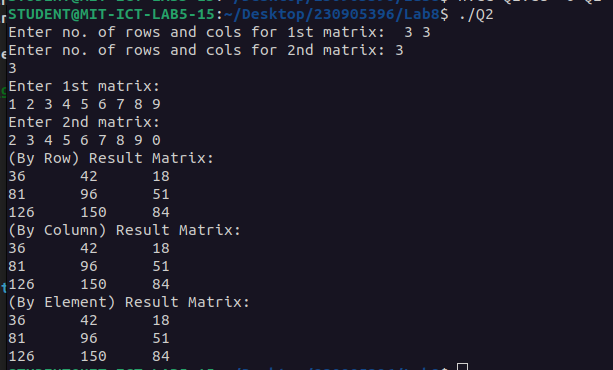 STUDENT@MIT-ICT-LAB5-15:~/Desktop/230905396/Lab8$ ./Q2
Enter no. of rows and cols for 1st matrix:  3 3
Enter no. of rows and cols for 2nd matrix: 3
3
Enter 1st matrix:
1 2 3 4 5 6 7 8 9
Enter 2nd matrix:
2 3 4 5 6 7 8 9 0
(By Row) Result Matrix:
36      42      18
81      96      51
126     150     84
(By Column) Result Matrix:
36      42      18
81      96      51
126     150     84
(By Element) Result Matrix:
36      42      18
81      96      51
126     150     84